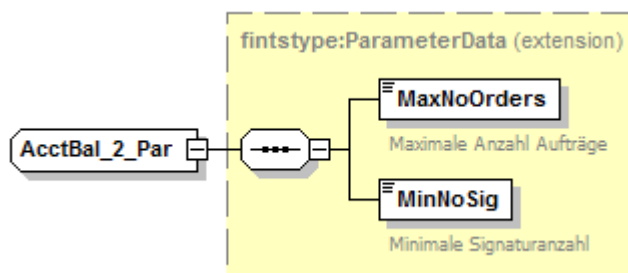 fintstype:ParameterData (extension)
MaxNoOrders
Maximale Anzahl Aufträge
AcctBal_2_Par
MinNoSig
Minimale Signaturanzahl